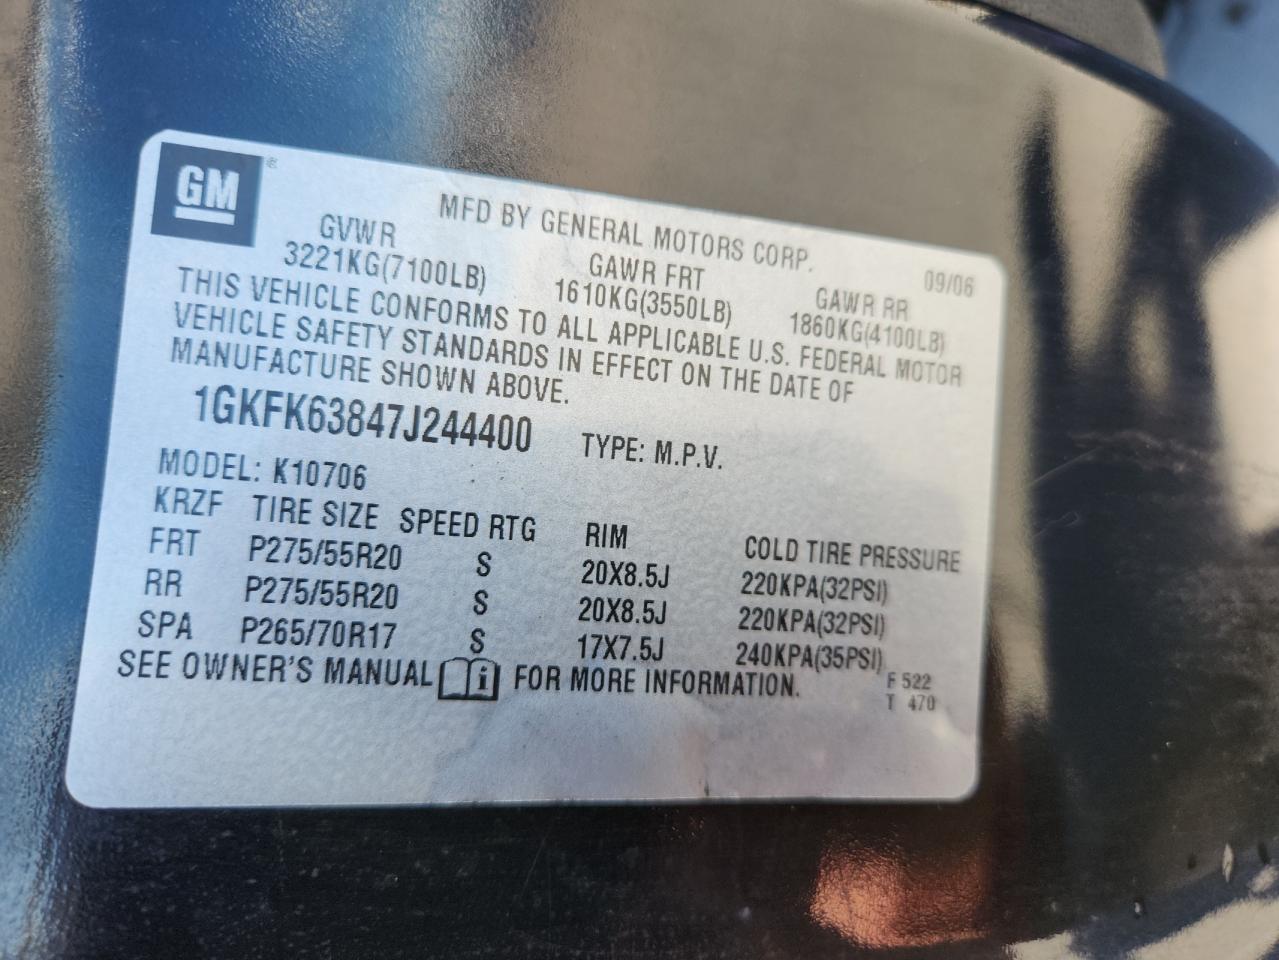 GM ®
MFD BY GENERAL MOTORS CORP. 09/06
GVWR GAWR FRT GAWR RR
3221KG(7100LB) 1610KG(3550LB) 1860KG(4100LB)
THIS VEHICLE CONFORMS TO ALL APPLICABLE U.S. FEDERAL MOTOR
VEHICLE SAFETY STANDARDS IN EFFECT ON THE DATE OF
MANUFACTURE SHOWN ABOVE.
1GKFK63847J244400 TYPE: M.P.V.
MODEL: K10706
KRZF TIRE SIZE SPEED RTG RIM COLD TIRE PRESSURE
FRT P275/55R20 S 20X8.5J 220KPA(32PSI)
RR P275/55R20 S 20X8.5J 220KPA(32PSI)
SPA P265/70R17 S 17X7.5J 240KPA(35PSI)
SEE OWNER'S MANUAL i FOR MORE INFORMATION.
F 522
T 470